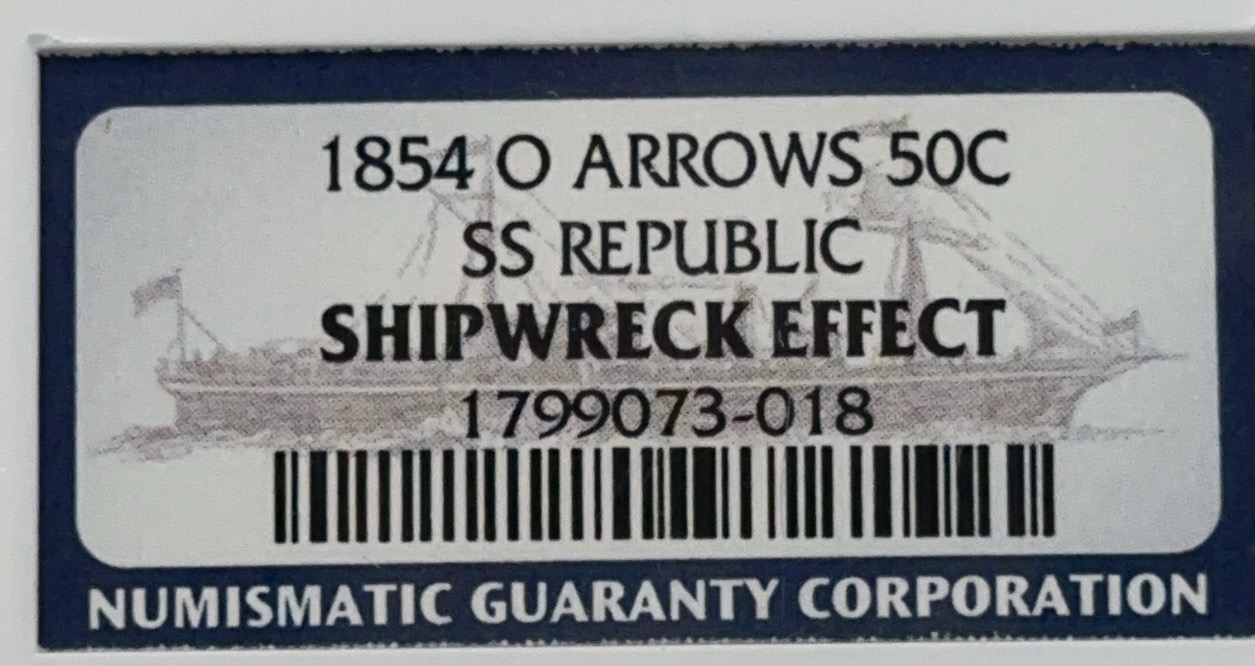 1854 O ARROWS 50C
SS REPUBLIC
SHIPWRECK EFFECT
1799073-018
NUMISMATIC GUARANTY CORPORATION